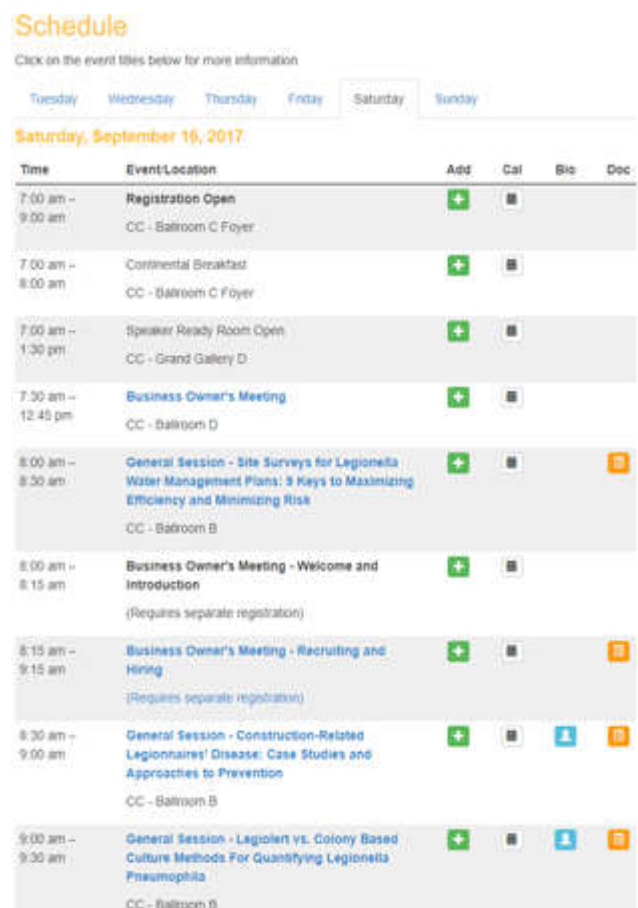 Schedule
Click on the event titles below for more information
Tuesday Wednesday Thursday Friday Saturday Sunday
Saturday, September 16, 2017
Time Event/Location Add Cal Bio Doc
7:00 am – Registration Open
9:00 am
CC - Ballroom C Foyer
7:00 am – Continental Breakfast
8:00 am
CC - Ballroom C Foyer
7:00 am – Speaker Ready Room Open
1:30 pm
CC - Grand Gallery D
7:30 am – Business Owner's Meeting
12:45 pm
CC - Ballroom D
8:00 am – General Session - Site Surveys for Legionella
8:30 am Water Management Plans: 9 Keys to Maximizing
Efficiency and Minimizing Risk
CC - Ballroom B
8:00 am – Business Owner's Meeting - Welcome and
8:15 am Introduction
(Requires separate registration)
8:15 am – Business Owner's Meeting - Recruiting and
9:15 am Hiring
(Requires separate registration)
8:30 am – General Session - Construction-Related
9:00 am Legionnaires' Disease: Case Studies and
Approaches to Prevention
CC - Ballroom B
9:00 am – General Session - Legiolert vs. Colony Based
9:30 am Culture Methods For Quantifying Legionella
Pneumophila
CC - Ballroom B